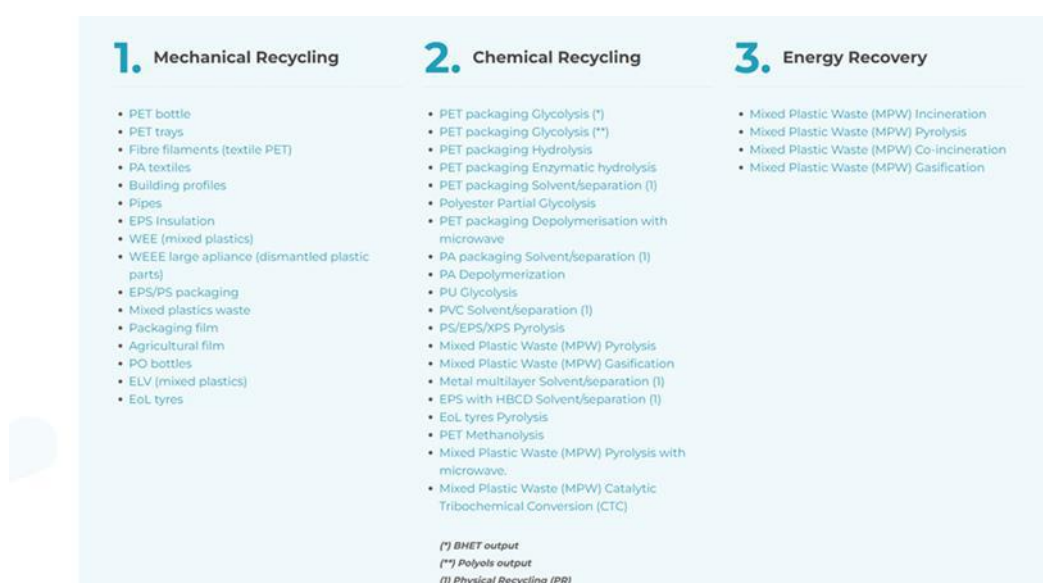 1. Mechanical Recycling
• PET bottle
• PET trays
• Fibre filaments (textile PET)
• PA textiles
• Building profiles
• Pipes
• EPS Insulation
• WEE (mixed plastics)
• WEEE large apliance (dismantled plastic
parts)
• EPS/PS packaging
• Mixed plastics waste
• Packaging film
• Agricultural film
• PO bottles
• ELV (mixed plastics)
• EoL tyres
2. Chemical Recycling
• PET packaging Glycolysis (*)
• PET packaging Glycolysis (**)
• PET packaging Hydrolysis
• PET packaging Enzymatic hydrolysis
• PET packaging Solvent/separation (1)
• Polyester Partial Glycolysis
• PET packaging Depolymerisation with
microwave
• PA packaging Solvent/separation (1)
• PA Depolymerization
• PU Glycolysis
• PVC Solvent/separation (1)
• PS/EPS/XPS Pyrolysis
• Mixed Plastic Waste (MPW) Pyrolysis
• Mixed Plastic Waste (MPW) Gasification
• Metal multilayer Solvent/separation (1)
• EPS with HBCD Solvent/separation (1)
• EoL tyres Pyrolysis
• PET Methanolysis
• Mixed Plastic Waste (MPW) Pyrolysis with
microwave.
• Mixed Plastic Waste (MPW) Catalytic
Tribochemical Conversion (CTC)
(*) BHET output
(**) Polyols output
(1) Physical Recycling (PR)
3. Energy Recovery
• Mixed Plastic Waste (MPW) Incineration
• Mixed Plastic Waste (MPW) Pyrolysis
• Mixed Plastic Waste (MPW) Co-incineration
• Mixed Plastic Waste (MPW) Gasification